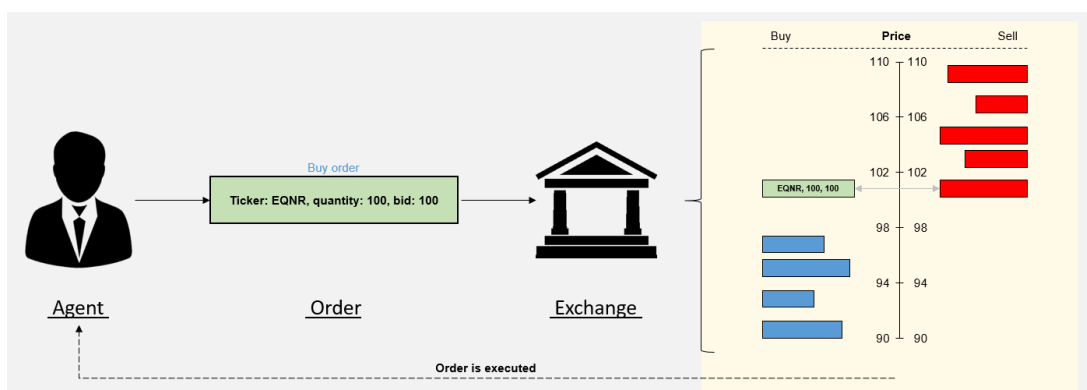 Buy Price Sell
110 110
106 106
Buy order
102 102
Ticker: EQNR, quantity: 100, bid: 100
EQNR, 100, 100
98 98
94 94
Agent Order Exchange
90 90
Order is executed